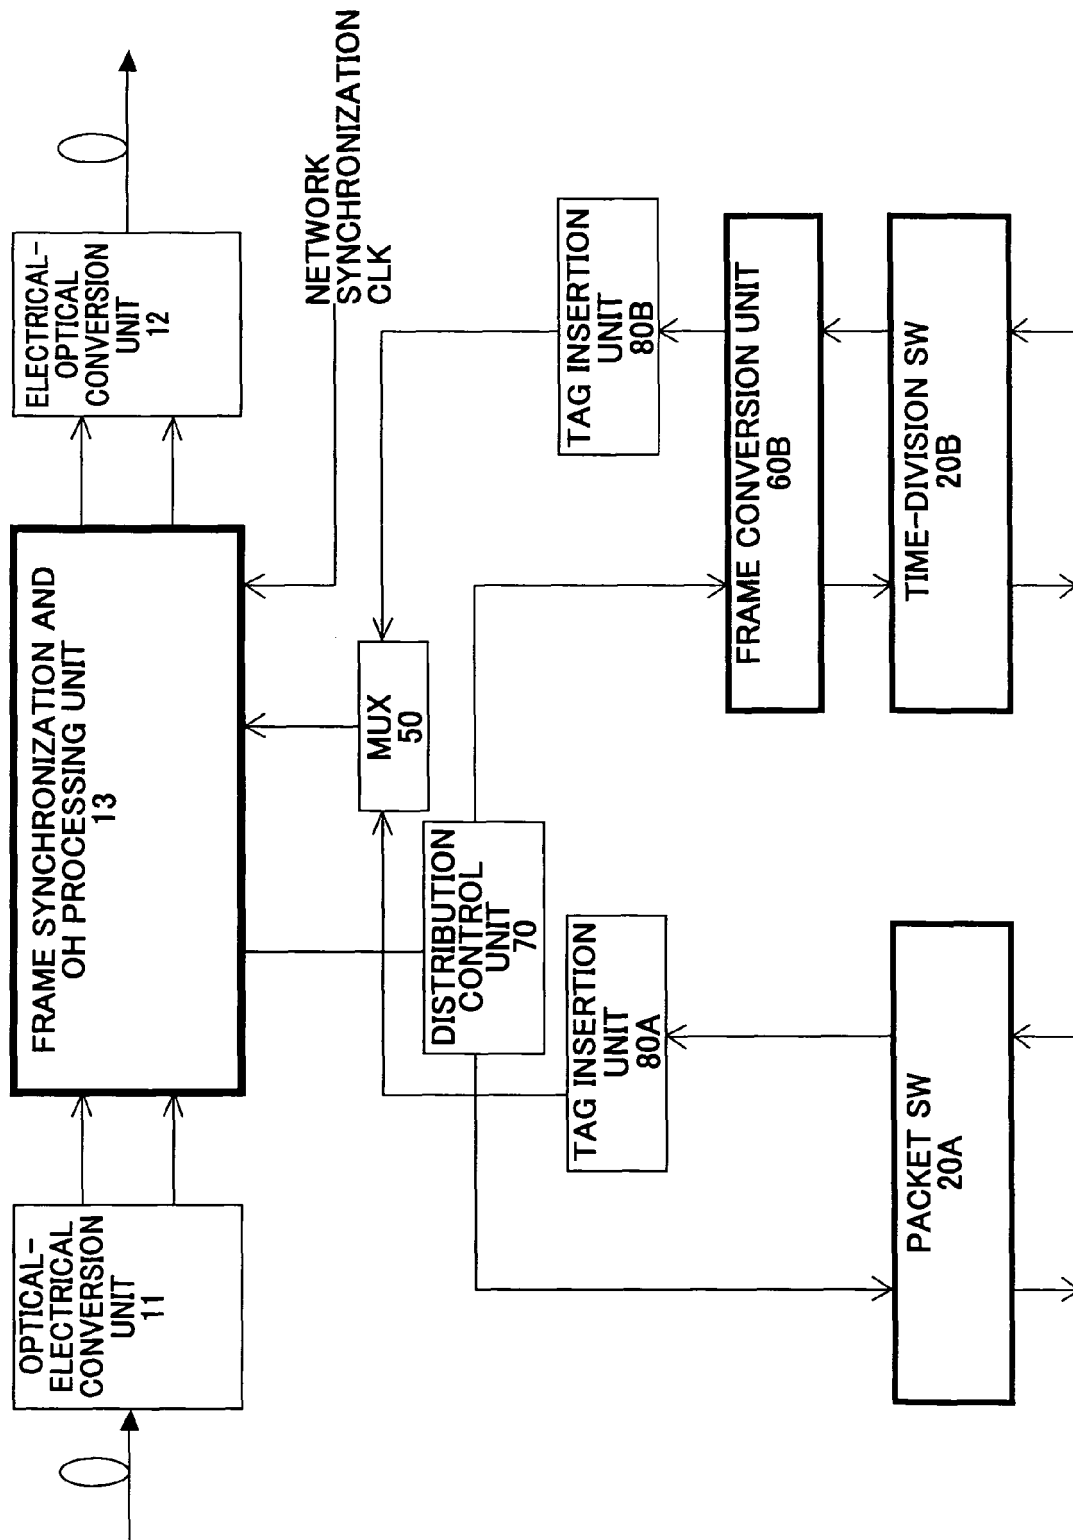 OPTICAL-
ELECTRICAL
CONVERSION
UNIT
11
FRAME SYNCHRONIZATION AND
OH PROCESSING UNIT
13
ELECTRICAL-
OPTICAL
CONVERSION
UNIT
12
NETWORK
SYNCHRONIZATION
CLK
MUX
50
DISTRIBUTION
CONTROL
UNIT
70
TAG INSERTION
UNIT
80A
TAG INSERTION
UNIT
80B
FRAME CONVERSION UNIT
60B
PACKET SW
20A
TIME-DIVISION SW
20B